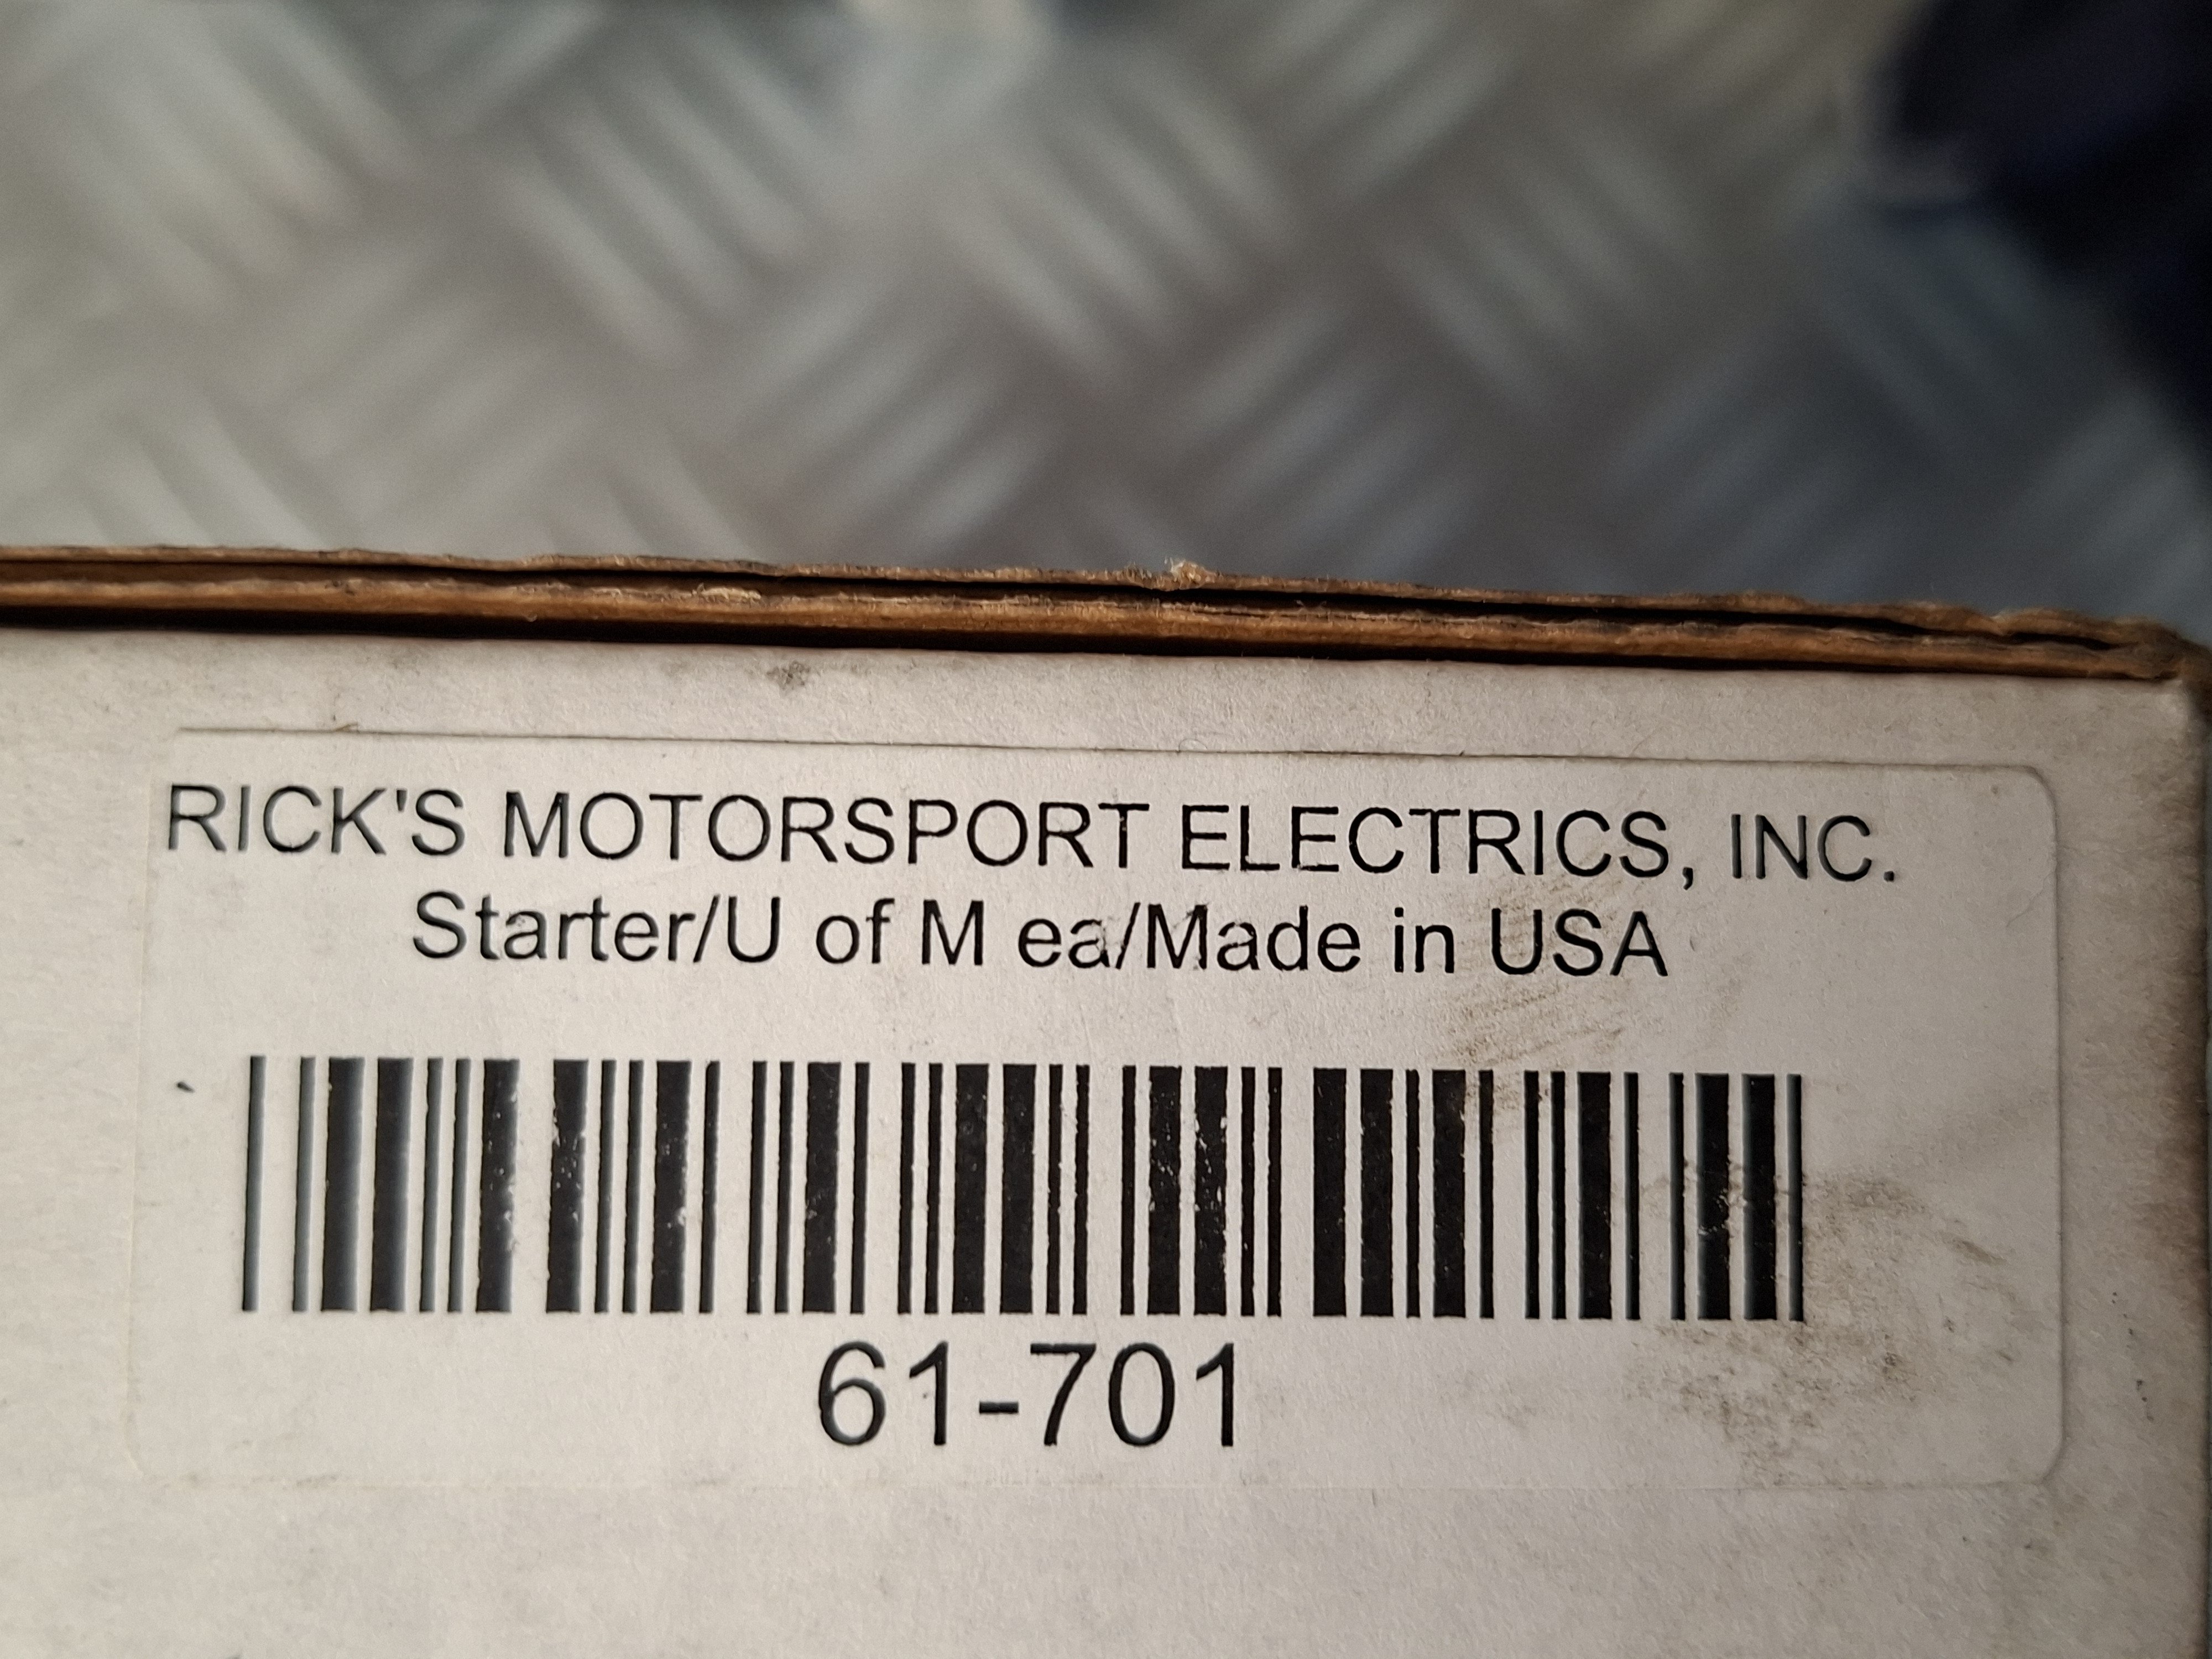 RICK'S MOTORSPORT ELECTRICS, INC.
Starter/U of M ea/Made in USA
61-701